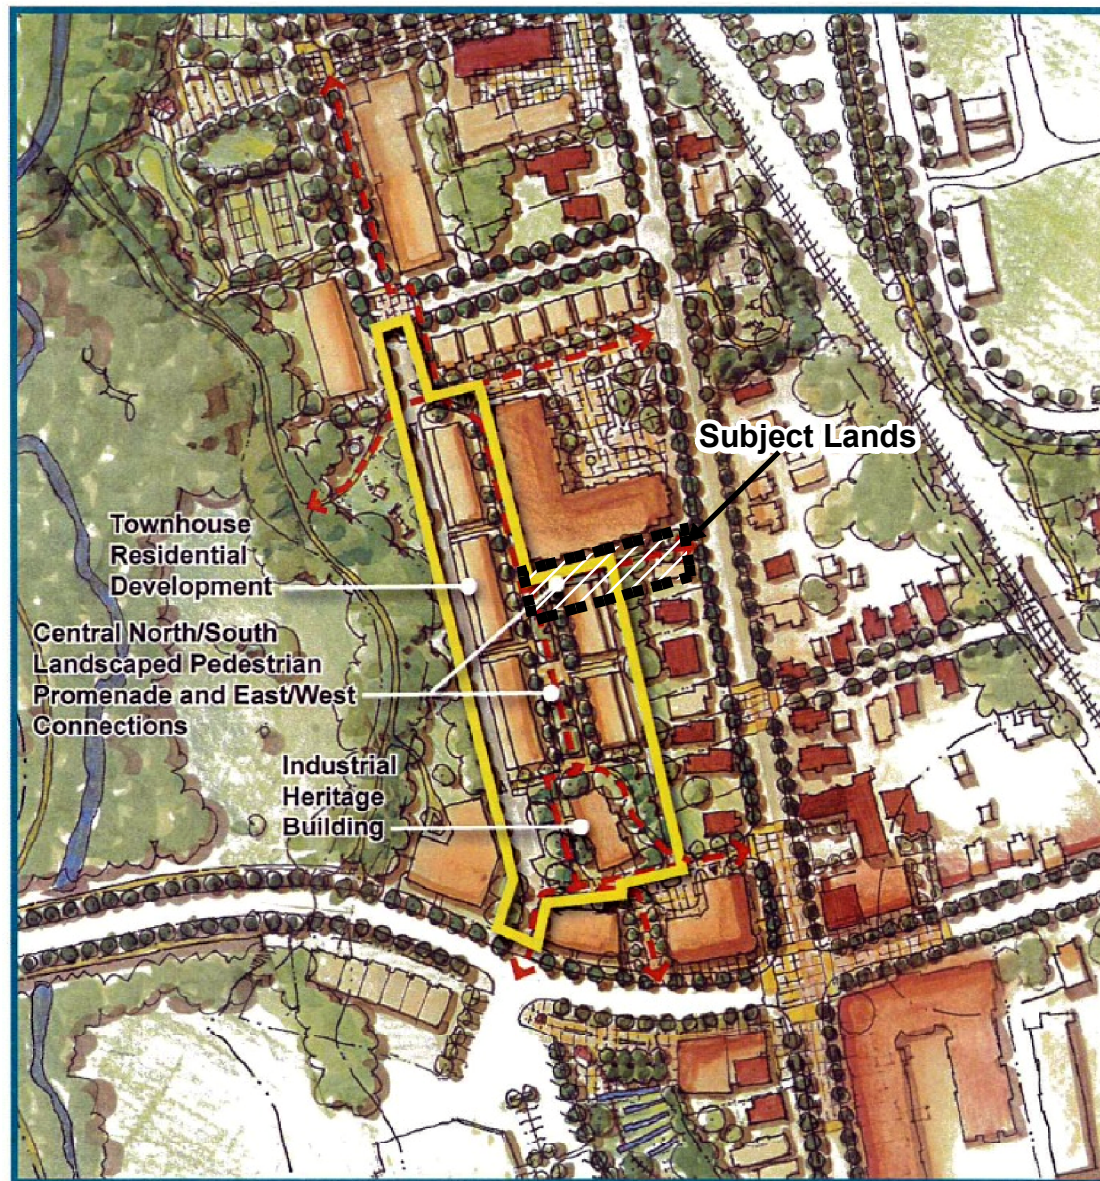 Subject Lands
Townhouse
Residential
Development
Central North/South
Landscaped Pedestrian
Promenade and East/West
Connections
Industrial
Heritage
Building